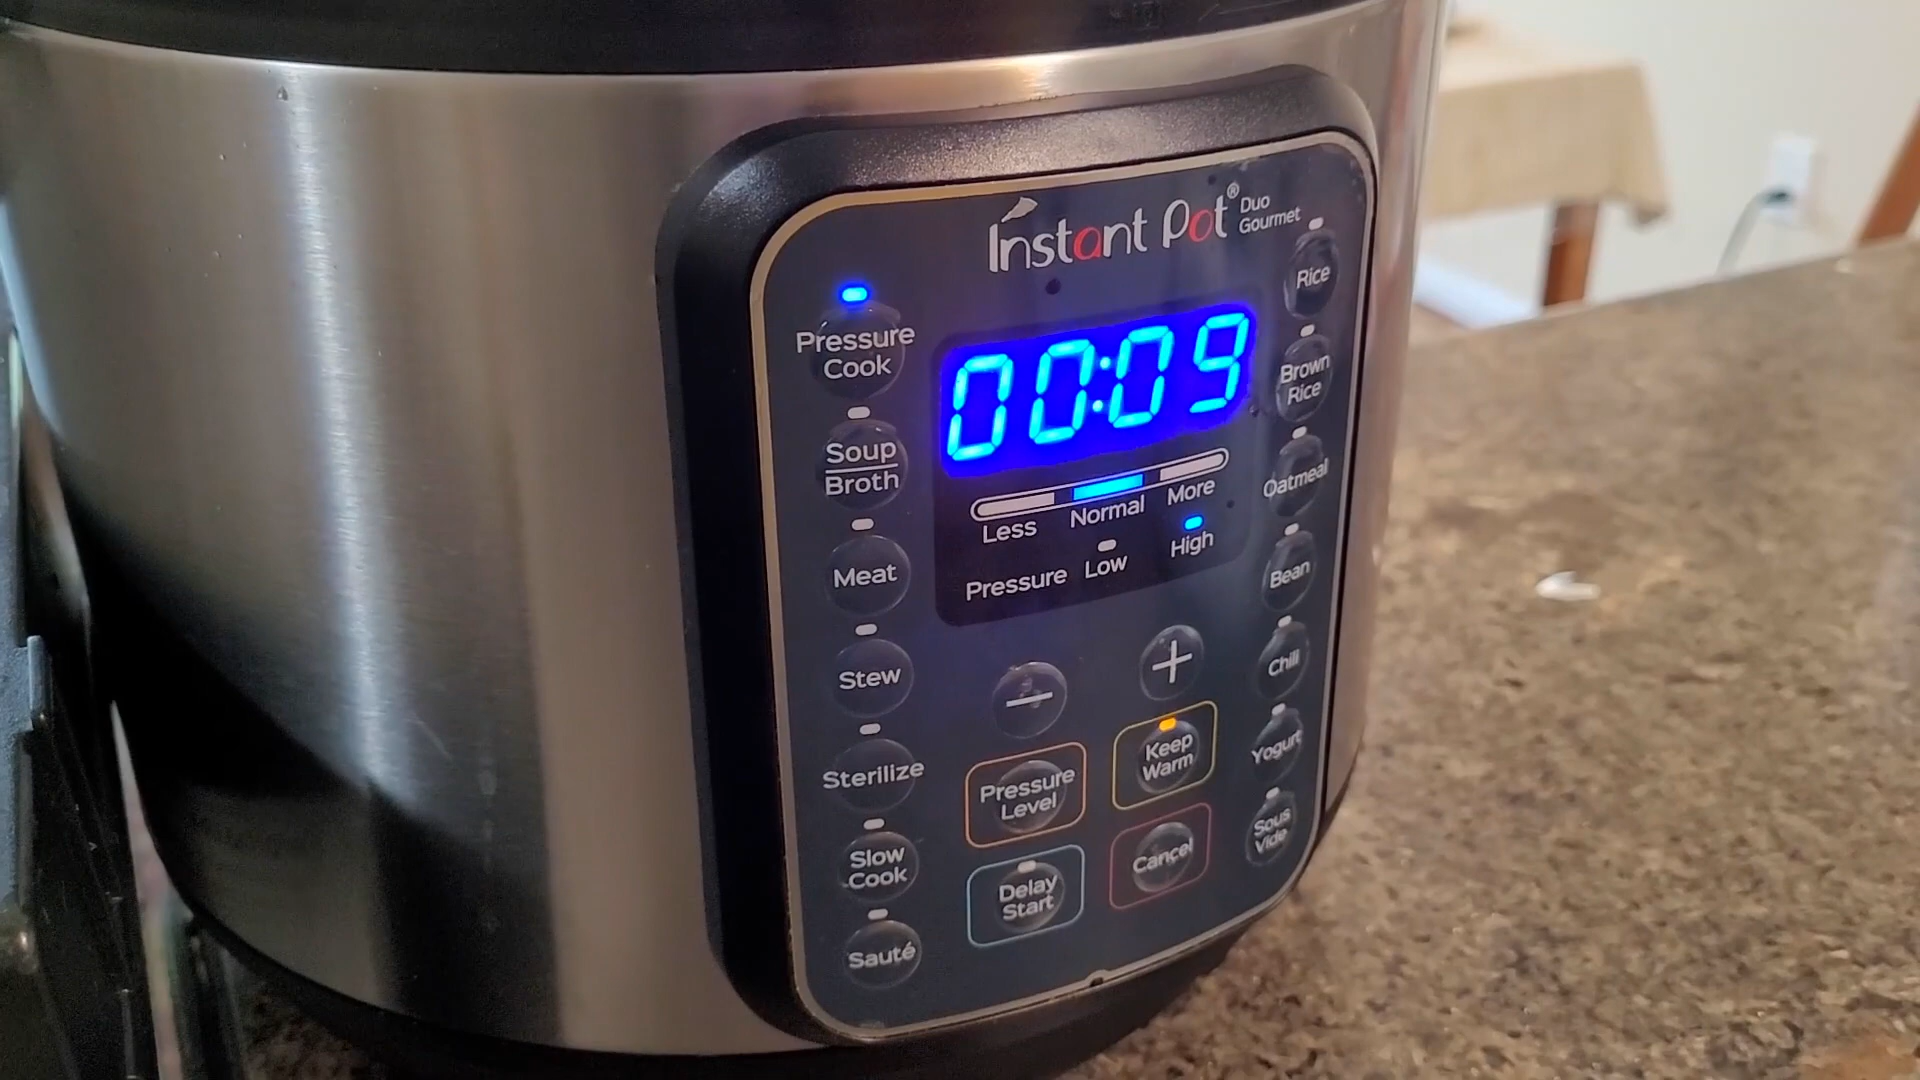 Instant Pot® Duo Gourmet
Pressure Cook
Soup Broth
Meat
Stew
Sterilize
Slow Cook
Sauté
00:09
Less Normal More
Pressure Low High
− +
Pressure Level
Keep Warm
Delay Start
Cancel
Rice
Brown Rice
Oatmeal
Bean
Chili
Yogurt
Sous Vide